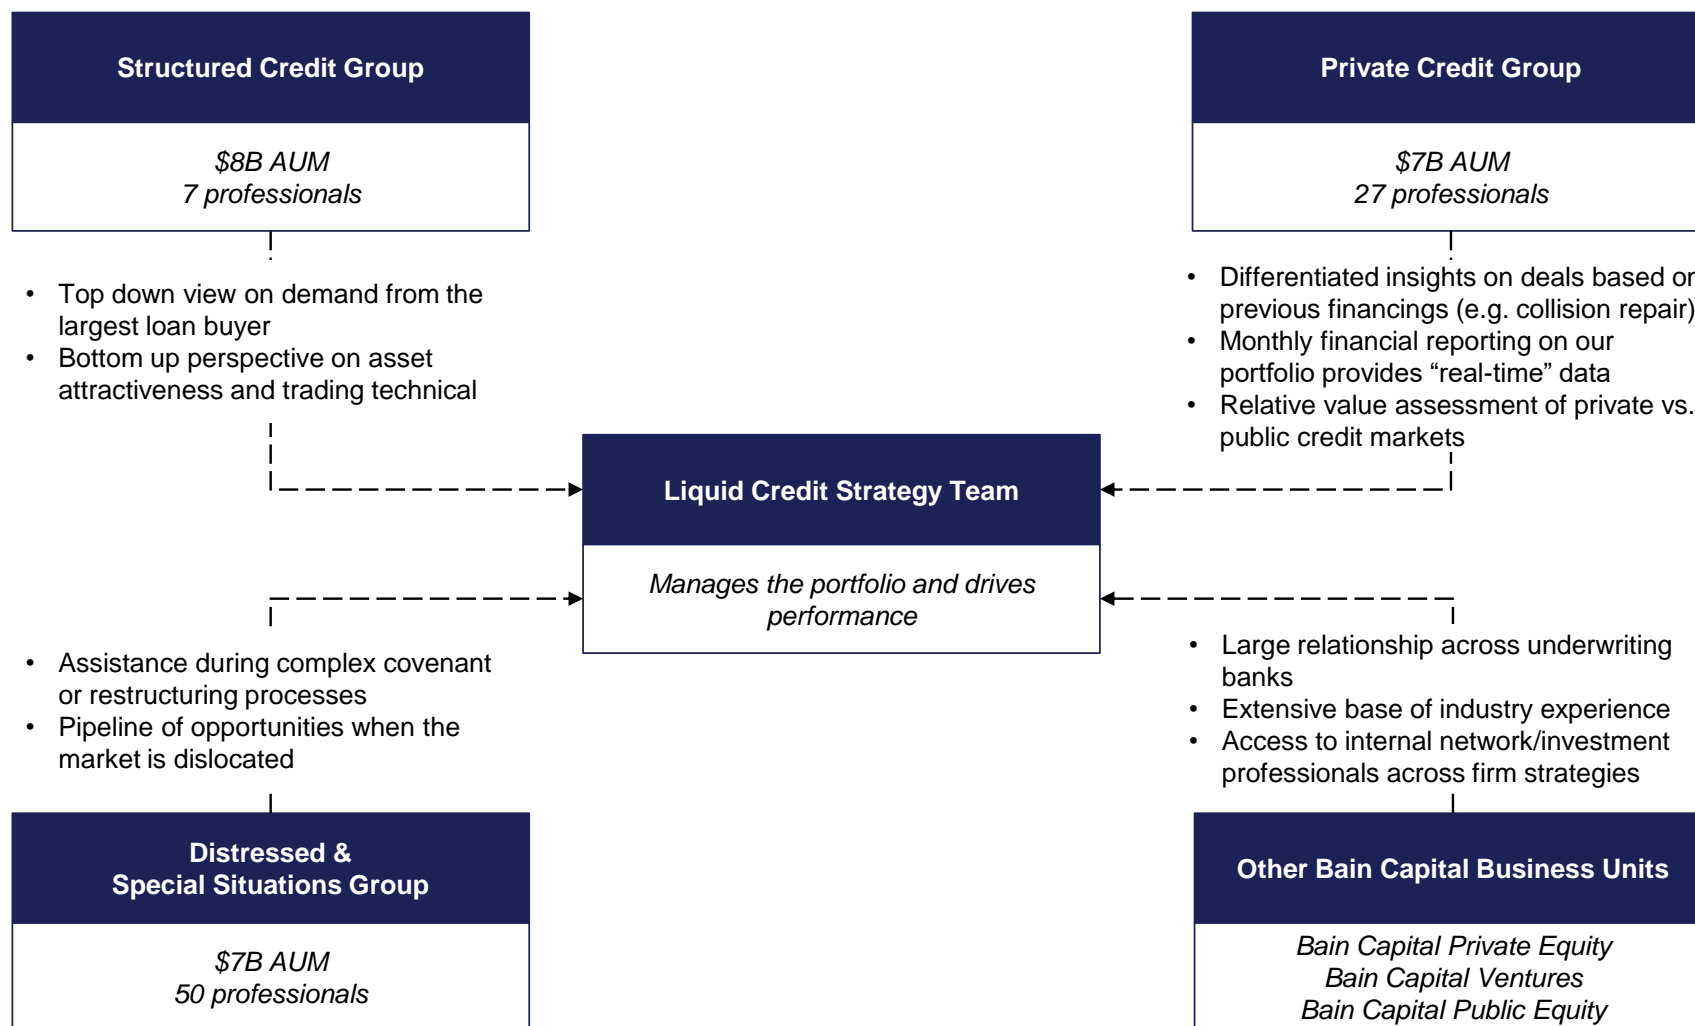 Structured Credit Group
$8B AUM
7 professionals
• Top down view on demand from the
largest loan buyer
• Bottom up perspective on asset
attractiveness and trading technical
Private Credit Group
$7B AUM
27 professionals
• Differentiated insights on deals based on
previous financings (e.g. collision repair)
• Monthly financial reporting on our
portfolio provides “real-time” data
• Relative value assessment of private vs.
public credit markets
Liquid Credit Strategy Team
Manages the portfolio and drives
performance
• Assistance during complex covenant
or restructuring processes
• Pipeline of opportunities when the
market is dislocated
Distressed &
Special Situations Group
$7B AUM
50 professionals
• Large relationship across underwriting
banks
• Extensive base of industry experience
• Access to internal network/investment
professionals across firm strategies
Other Bain Capital Business Units
Bain Capital Private Equity
Bain Capital Ventures
Bain Capital Public Equity